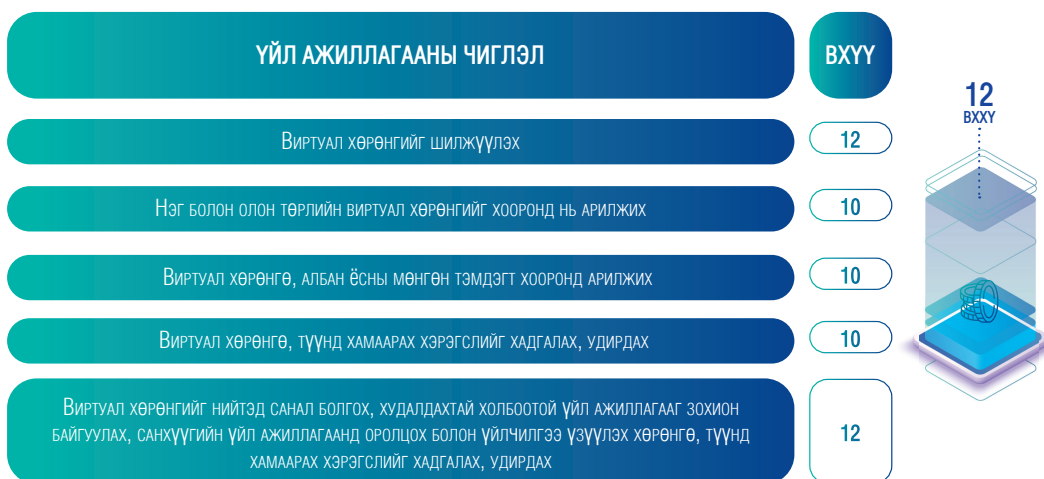 ҮЙЛ АЖИЛЛАГААНЫ ЧИГЛЭЛ
ВХҮҮ
12
ВХХҮ
Виртуал хөрөнгийг шилжүүлэх
12
Нэг болон олон төрлийн виртуал хөрөнгийг хооронд нь арилжих
10
Виртуал хөрөнгө, албан ёсны мөнгөн тэмдэгт хооронд арилжих
10
Виртуал хөрөнгө, түүнд хамаарах хэрэгслийг хадгалах, удирдах
10
Виртуал хөрөнгийг нийтэд санал болгох, худалдахтай холбоотой үйл ажиллагааг зохион
байгуулах, санхүүгийн үйл ажиллагаанд оролцох болон үйлчилгээ үзүүлэх хөрөнгө, түүнд
хамаарах хэрэгслийг хадгалах, удирдах
12